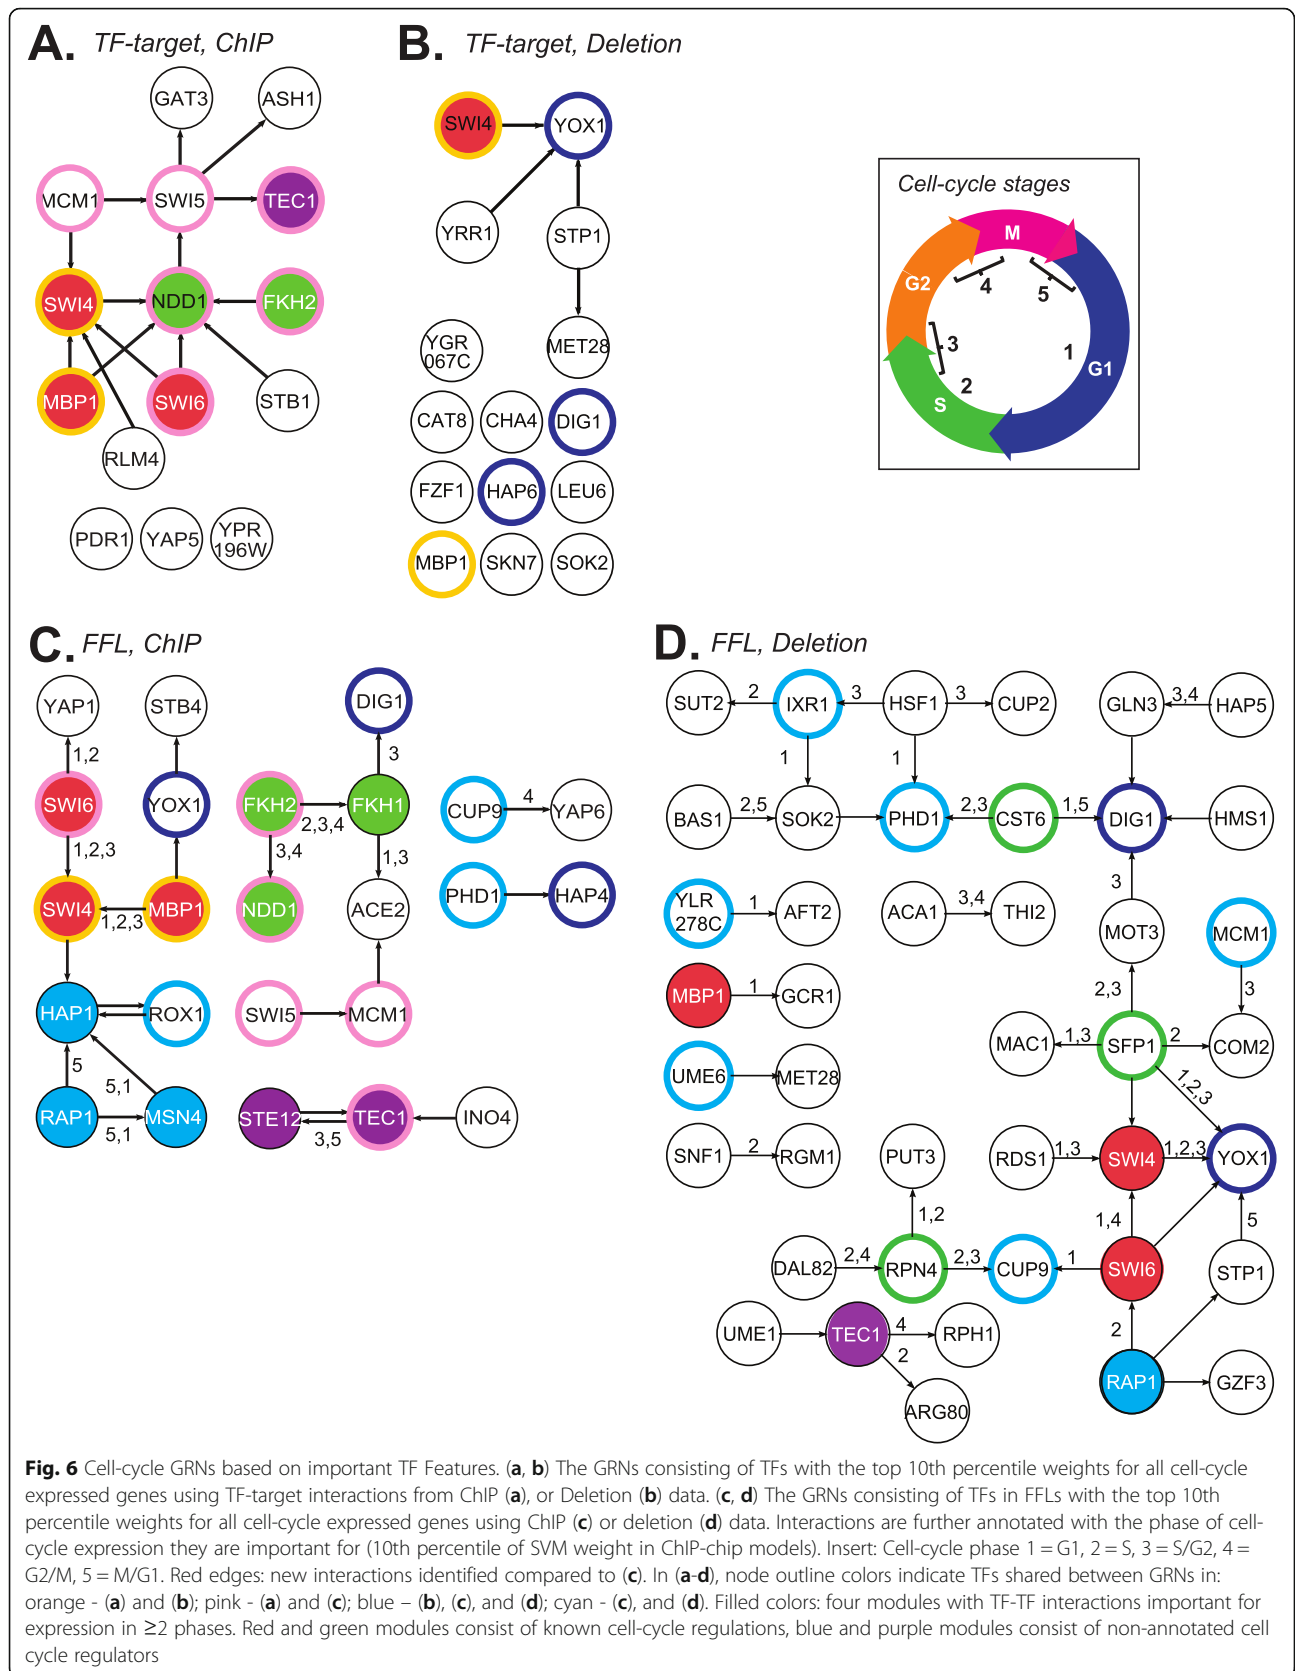 A. TF-target, ChIP
GAT3
ASH1
MCM1
SWI5
TEC1
SWI4
NDD1
FKH2
MBP1
SWI6
STB1
RLM4
PDR1
YAP5
YPR
196W
B. TF-target, Deletion
SWI4
YOX1
YRR1
STP1
YGR
067C
MET28
CAT8
CHA4
DIG1
FZF1
HAP6
LEU6
MBP1
SKN7
SOK2
Cell-cycle stages
M
G2
4
5
3
1
G1
2
S
C. FFL, ChIP
YAP1
STB4
DIG1
1,2
3
SWI6
YOX1
FKH2
FKH1
2,3,4
CUP9
4
YAP6
1,2,3
3,4
1,3
SWI4
1,2,3
MBP1
NDD1
ACE2
PHD1
HAP4
HAP1
ROX1
SWI5
MCM1
5
5,1
RAP1
5,1
MSN4
STE12
3,5
TEC1
INO4
D. FFL, Deletion
SUT2
2
IXR1
3
HSF1
3
CUP2
GLN3
3,4
HAP5
1
1
BAS1
2,5
SOK2
PHD1
2,3
CST6
1,5
DIG1
HMS1
3
YLR
278C
1
AFT2
ACA1
3,4
THI2
MOT3
MCM1
MBP1
1
GCR1
2,3
3
MAC1
1,3
SFP1
2
COM2
UME6
MET28
1,2,3
SNF1
2
RGM1
PUT3
RDS1
1,3
SWI4
1,2,3
YOX1
1,2
1,4
5
DAL82
2,4
RPN4
2,3
CUP9
1
SWI6
STP1
UME1
TEC1
4
RPH1
2
2
ARG80
RAP1
GZF3
Fig. 6 Cell-cycle GRNs based on important TF Features. (a, b) The GRNs consisting of TFs with the top 10th percentile weights for all cell-cycle
expressed genes using TF-target interactions from ChIP (a), or Deletion (b) data. (c, d) The GRNs consisting of TFs in FFLs with the top 10th
percentile weights for all cell-cycle expressed genes using ChIP (c) or deletion (d) data. Interactions are further annotated with the phase of cell-
cycle expression they are important for (10th percentile of SVM weight in ChIP-chip models). Insert: Cell-cycle phase 1 = G1, 2 = S, 3 = S/G2, 4 =
G2/M, 5 = M/G1. Red edges: new interactions identified compared to (c). In (a-d), node outline colors indicate TFs shared between GRNs in:
orange - (a) and (b); pink - (a) and (c); blue – (b), (c), and (d); cyan - (c), and (d). Filled colors: four modules with TF-TF interactions important for
expression in ≥2 phases. Red and green modules consist of known cell-cycle regulations, blue and purple modules consist of non-annotated cell
cycle regulators